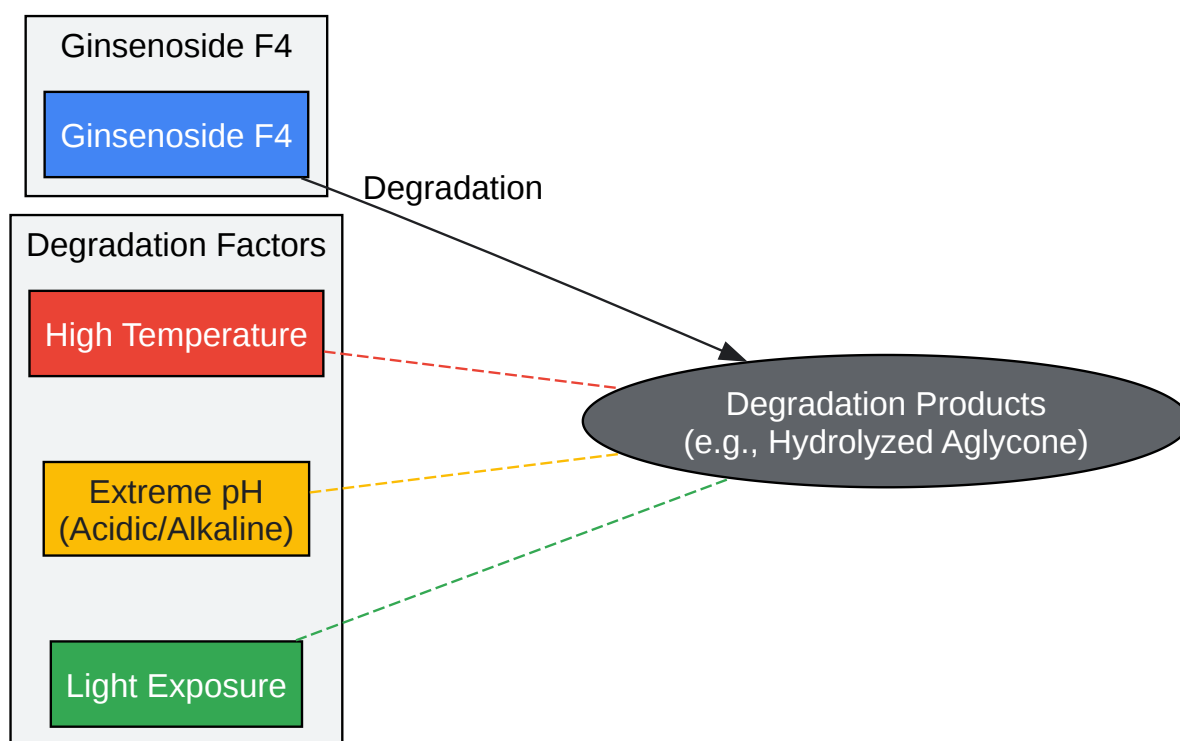 Ginsenoside F4
Ginsenoside F4
Degradation
Degradation Factors
High Temperature
Degradation Products
(e.g., Hydrolyzed Aglycone)
Extreme pH
(Acidic/Alkaline)
Light Exposure